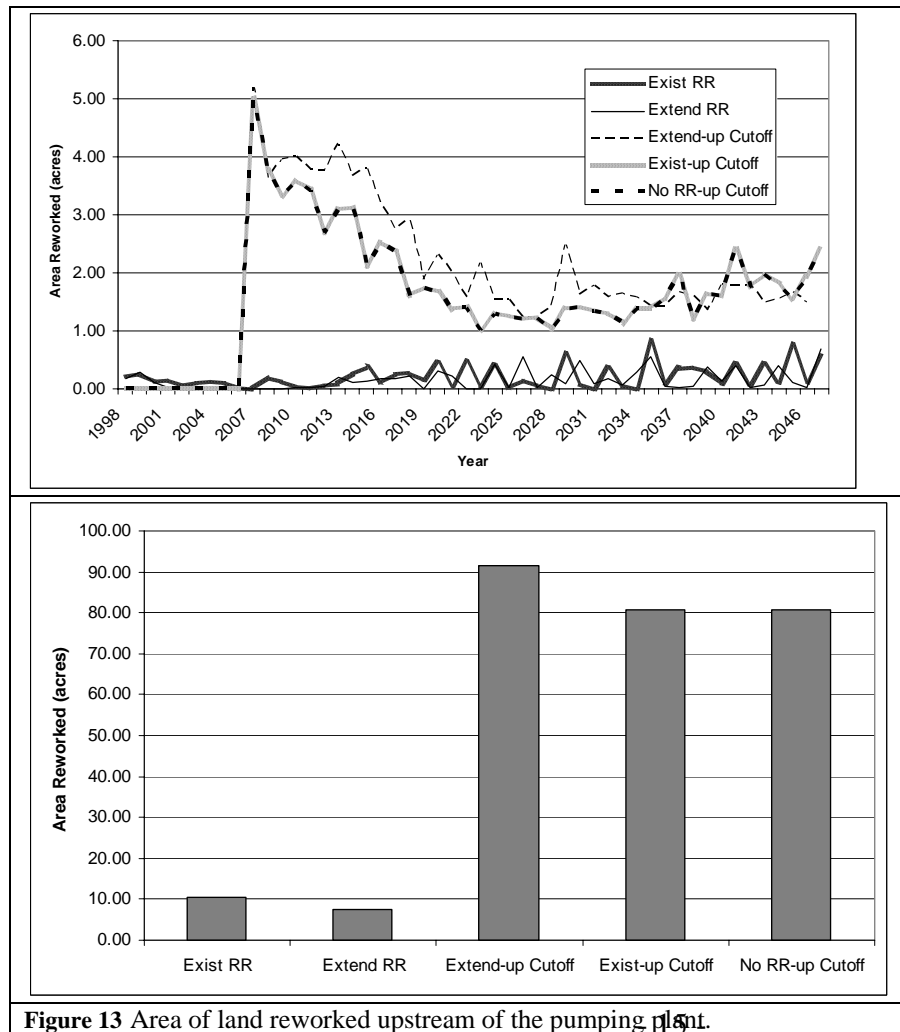 6.00
5.00
4.00
3.00
2.00
1.00
0.00
Area Reworked (acres)
Exist RR
Extend RR
Extend-up Cutoff
Exist-up Cutoff
No RR-up Cutoff
1998 2001 2004 2007 2010 2013 2016 2019 2022 2025 2028 2031 2034 2037 2040 2043 2046
Year
100.00
90.00
80.00
70.00
60.00
50.00
40.00
30.00
20.00
10.00
0.00
Area Reworked (acres)
Exist RR Extend RR Extend-up Cutoff Exist-up Cutoff No RR-up Cutoff
Figure 13 Area of land reworked upstream of the pumping plant.